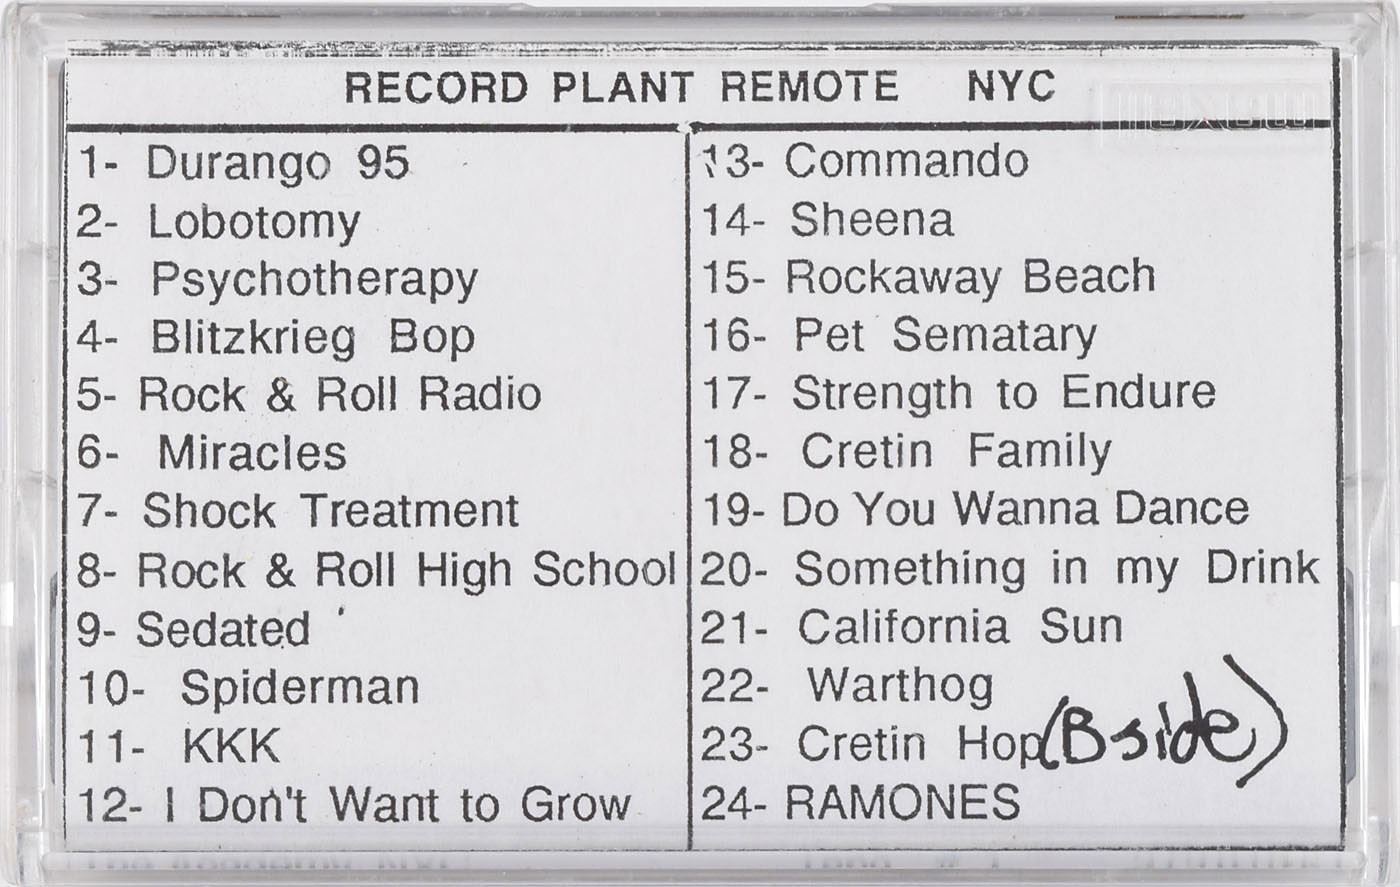 RECORD PLANT REMOTE NYC
maxell
1- Durango 95
2- Lobotomy
3- Psychotherapy
4- Blitzkrieg Bop
5- Rock & Roll Radio
6- Miracles
7- Shock Treatment
8- Rock & Roll High School
9- Sedated
10- Spiderman
11- KKK
12- I Don't Want to Grow
13- Commando
14- Sheena
15- Rockaway Beach
16- Pet Sematary
17- Strength to Endure
18- Cretin Family
19- Do You Wanna Dance
20- Something in my Drink
21- California Sun
22- Warthog
23- Cretin Hop (B side)
24- RAMONES